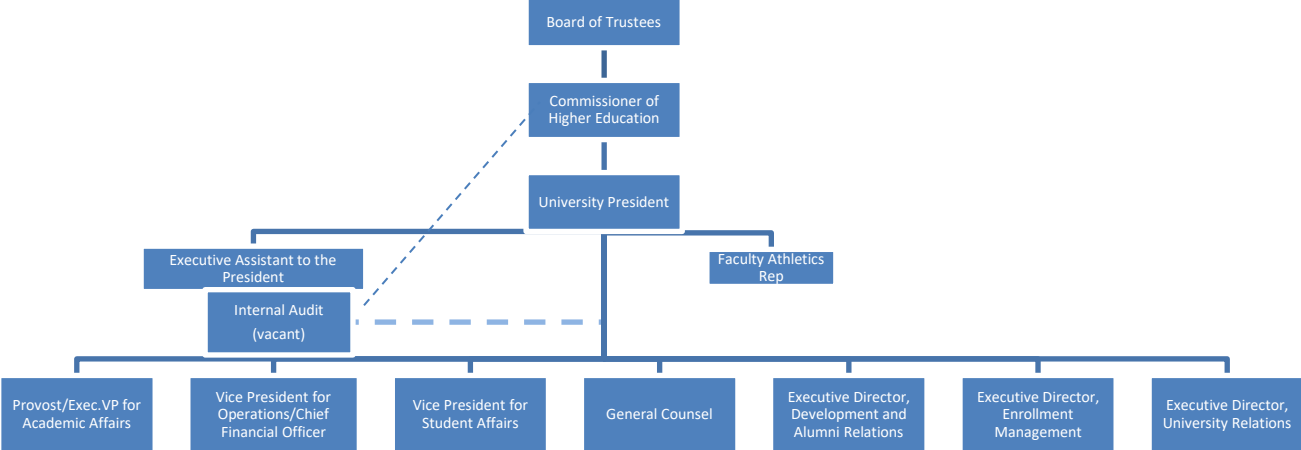 Board of Trustees
Commissioner of
Higher Education
University President
Executive Assistant to the
President
Faculty Athletics
Rep
Internal Audit
(vacant)
Provost/Exec.VP for
Academic Affairs
Vice President for
Operations/Chief
Financial Officer
Vice President for
Student Affairs
General Counsel
Executive Director,
Development and
Alumni Relations
Executive Director,
Enrollment
Management
Executive Director,
University Relations